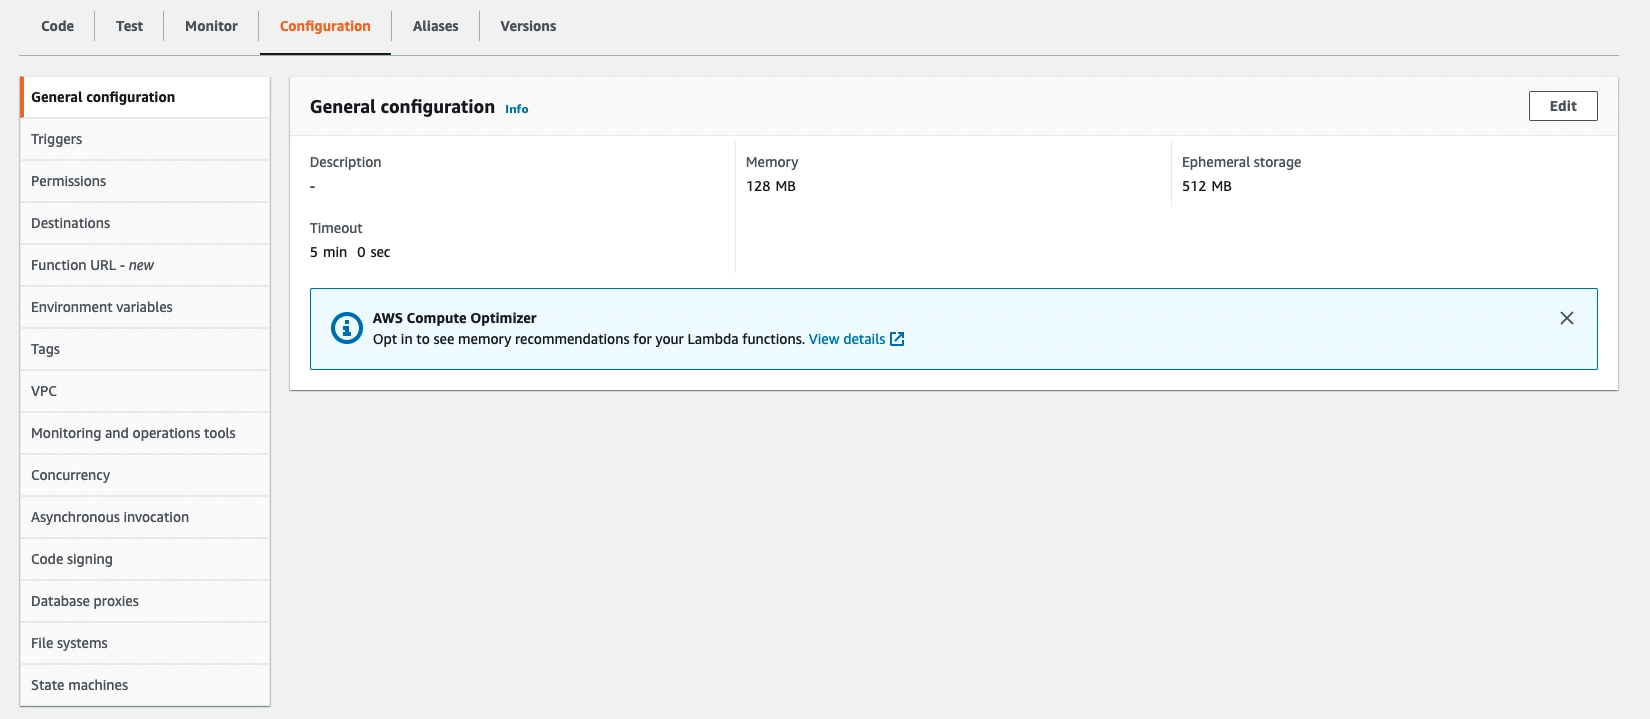 Code
Test
Monitor
Configuration
Aliases
Versions
General configuration
Triggers
Permissions
Destinations
Function URL - new
Environment variables
Tags
VPC
Monitoring and operations tools
Concurrency
Asynchronous invocation
Code signing
Database proxies
File systems
State machines
General configuration Info
Edit
Description
-
Memory
128 MB
Ephemeral storage
512 MB
Timeout
5 min 0 sec
AWS Compute Optimizer
Opt in to see memory recommendations for your Lambda functions. View details